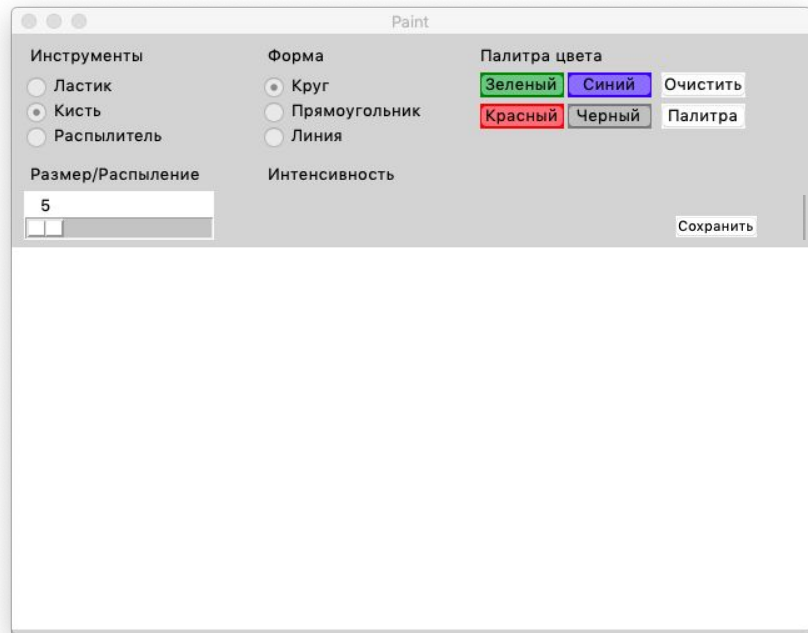 Paint
Инструменты
Ластик
Кисть
Распылитель
Форма
Круг
Прямоугольник
Линия
Палитра цвета
Зеленый Синий Очистить
Красный Черный Палитра
Размер/Распыление
5
Интенсивность
Сохранить